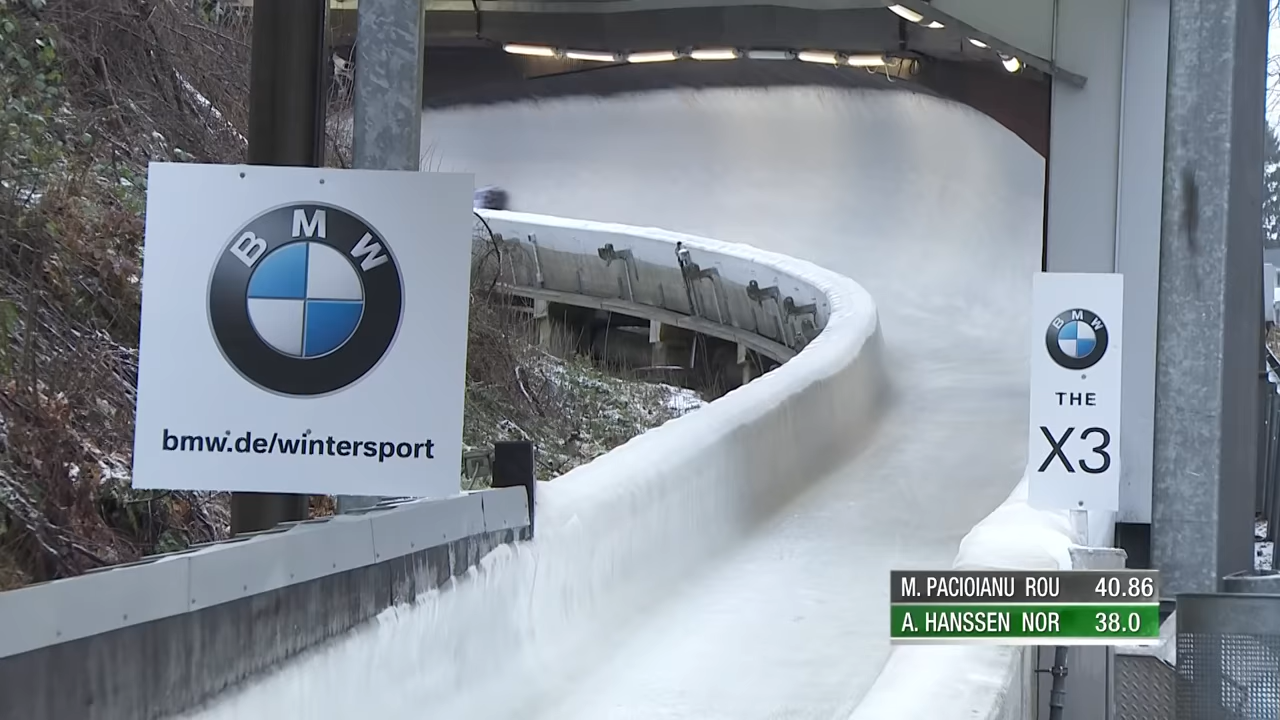 BMW
bmw.de/wintersport
BMW
THE
X3
M. PACIOIANU ROU 40.86
A. HANSSEN NOR 38.0